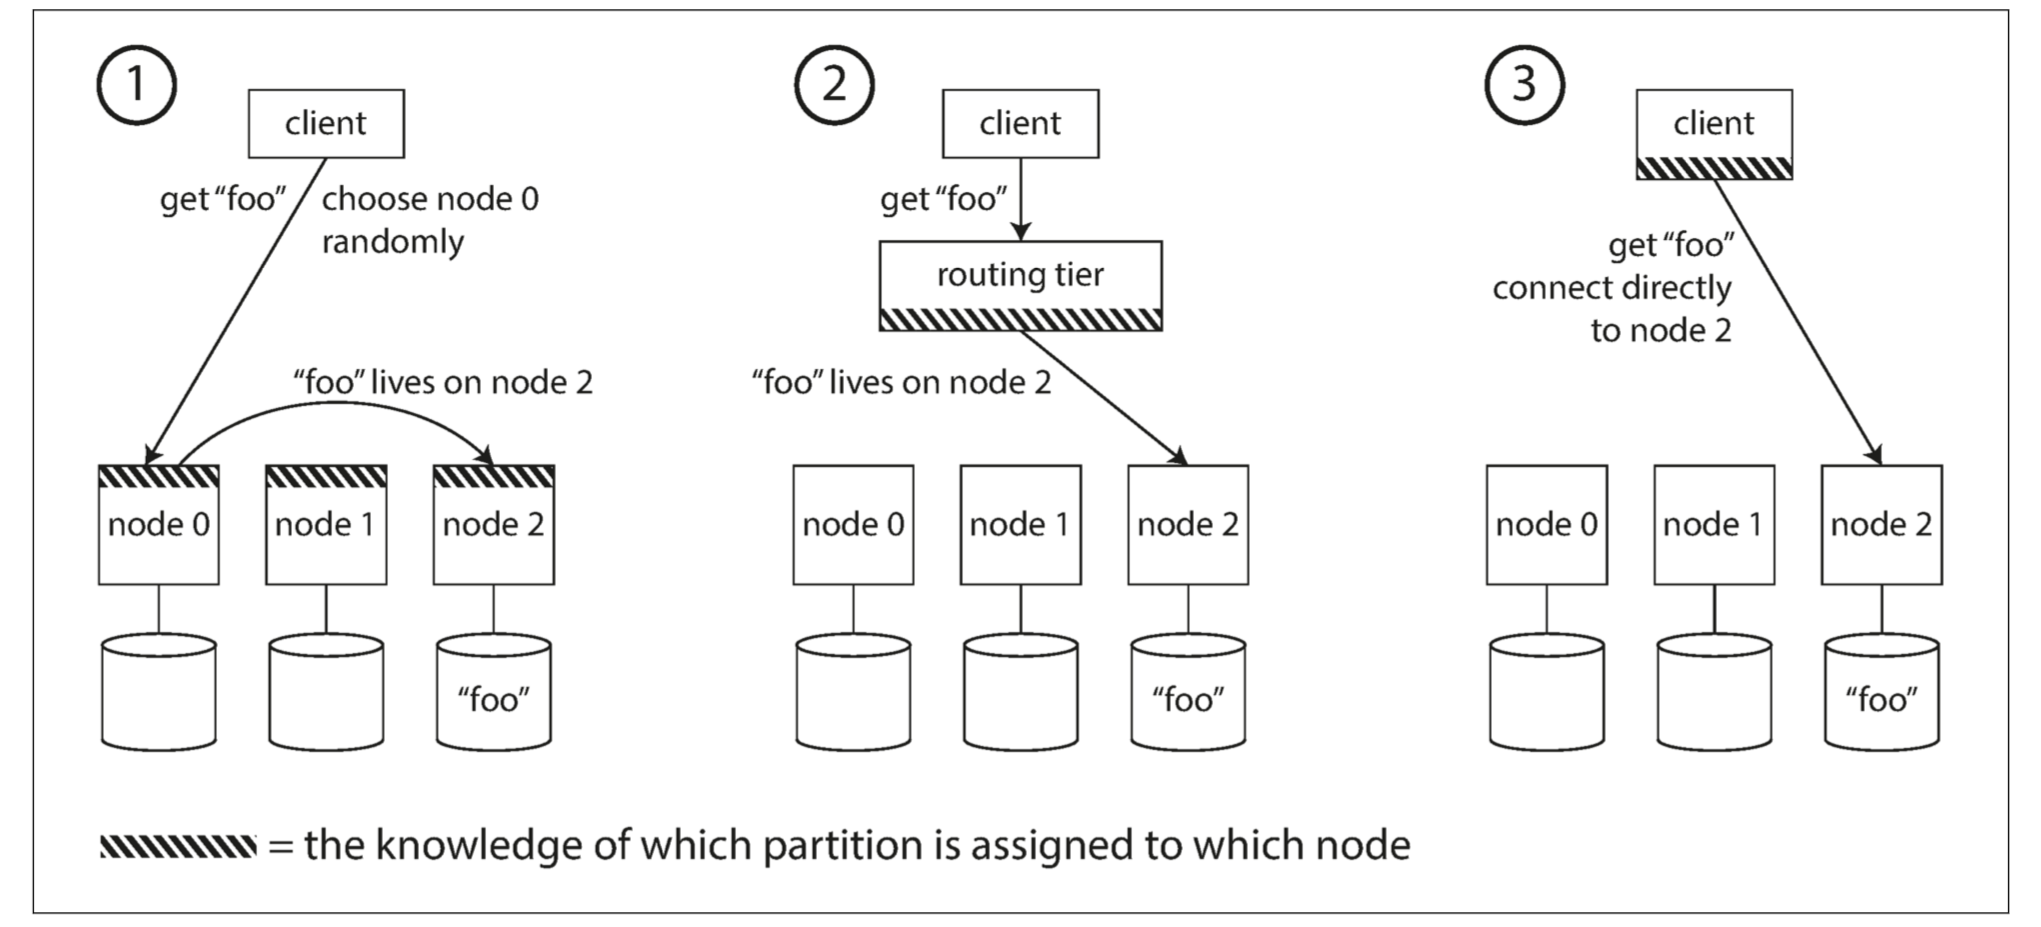 1
client
get “foo”
choose node 0
randomly
“foo” lives on node 2
node 0
node 1
node 2
“foo”
2
client
get “foo”
routing tier
“foo” lives on node 2
node 0
node 1
node 2
“foo”
3
client
get “foo”
connect directly
to node 2
node 0
node 1
node 2
“foo”
= the knowledge of which partition is assigned to which node